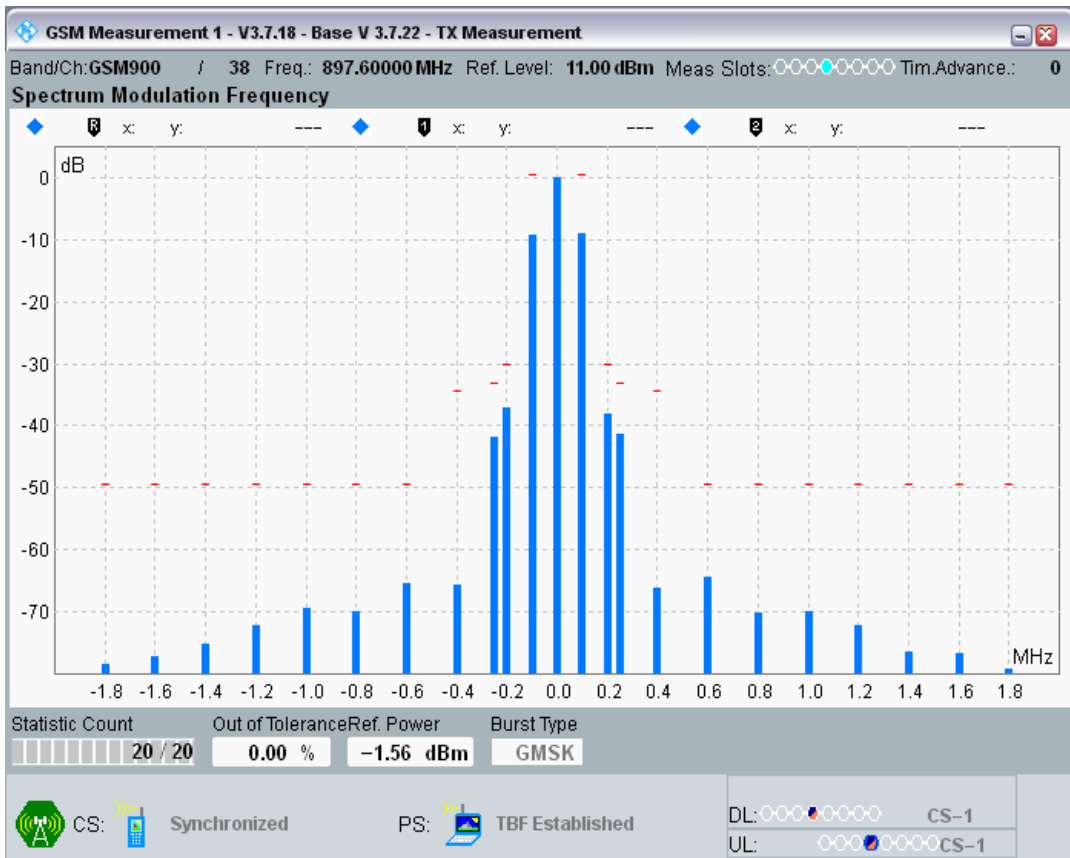 GSM Measurement 1 - V3.7.18 - Base V 3.7.22 - TX Measurement
Band/Ch:GSM900 / 38 Freq.: 897.60000 MHz Ref. Level: 11.00 dBm Meas Slots: Tim.Advance.: 0
Spectrum Modulation Frequency
R x: y: --- 1 x: y: --- 2 x: y: ---
dB
0
-10
-20
-30
-40
-50
-60
-70
MHz
-1.8 -1.6 -1.4 -1.2 -1.0 -0.8 -0.6 -0.4 -0.2 0.0 0.2 0.4 0.6 0.8 1.0 1.2 1.4 1.6 1.8
Statistic Count Out of Tolerance Ref. Power Burst Type
20 / 20 0.00 % −1.56 dBm GMSK
CS: Synchronized PS: TBF Established DL: CS-1
UL: CS-1